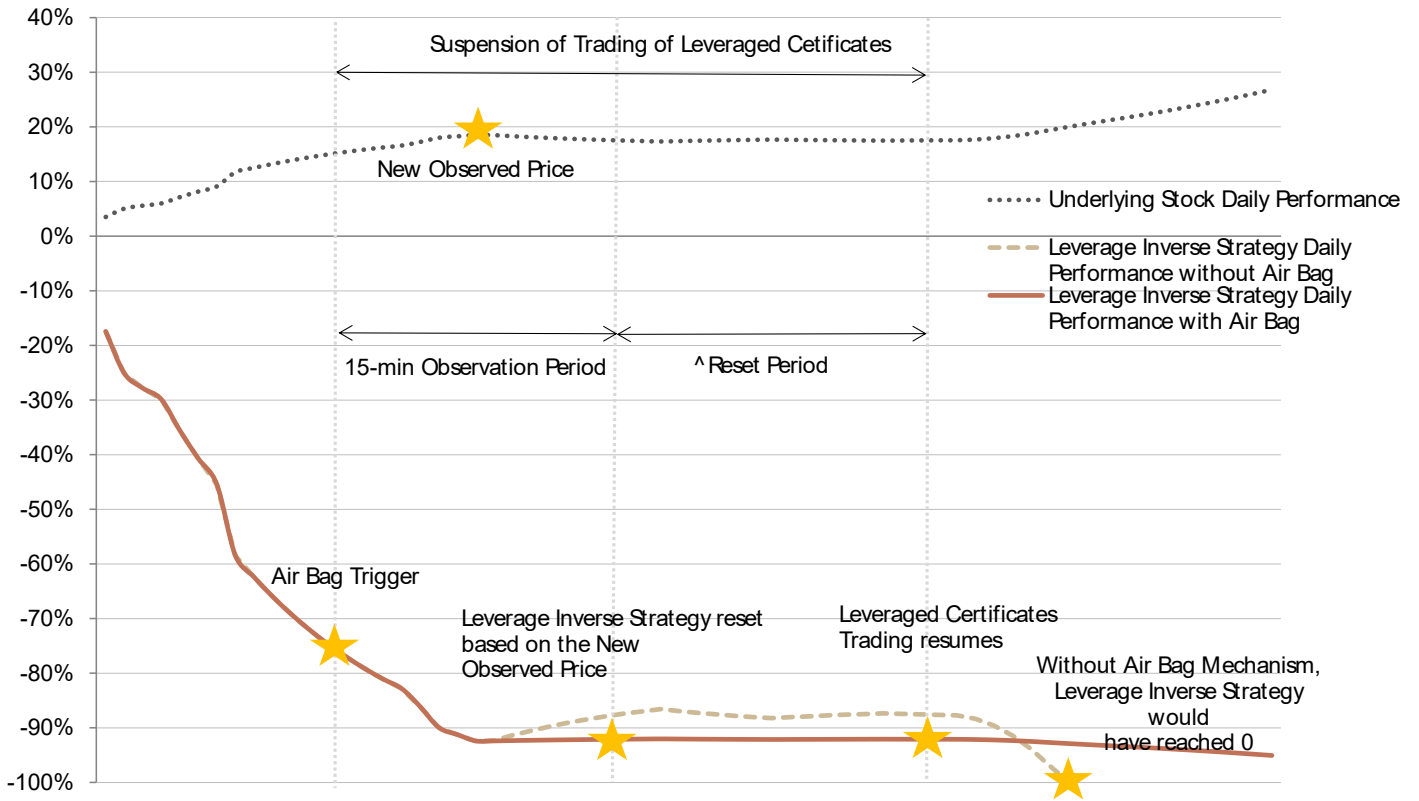 40%
Suspension of Trading of Leveraged Cetificates
30%
20%
New Observed Price
10%
Underlying Stock Daily Performance
0%
Leverage Inverse Strategy Daily
Performance without Air Bag
-10%
Leverage Inverse Strategy Daily
Performance with Air Bag
-20%
15-min Observation Period
^ Reset Period
-30%
-40%
-50%
-60%
Air Bag Trigger
-70%
Leverage Inverse Strategy reset
based on the New
Observed Price
Leveraged Certificates
Trading resumes
-80%
Without Air Bag Mechanism,
Leverage Inverse Strategy
would
have reached 0
-90%
-100%